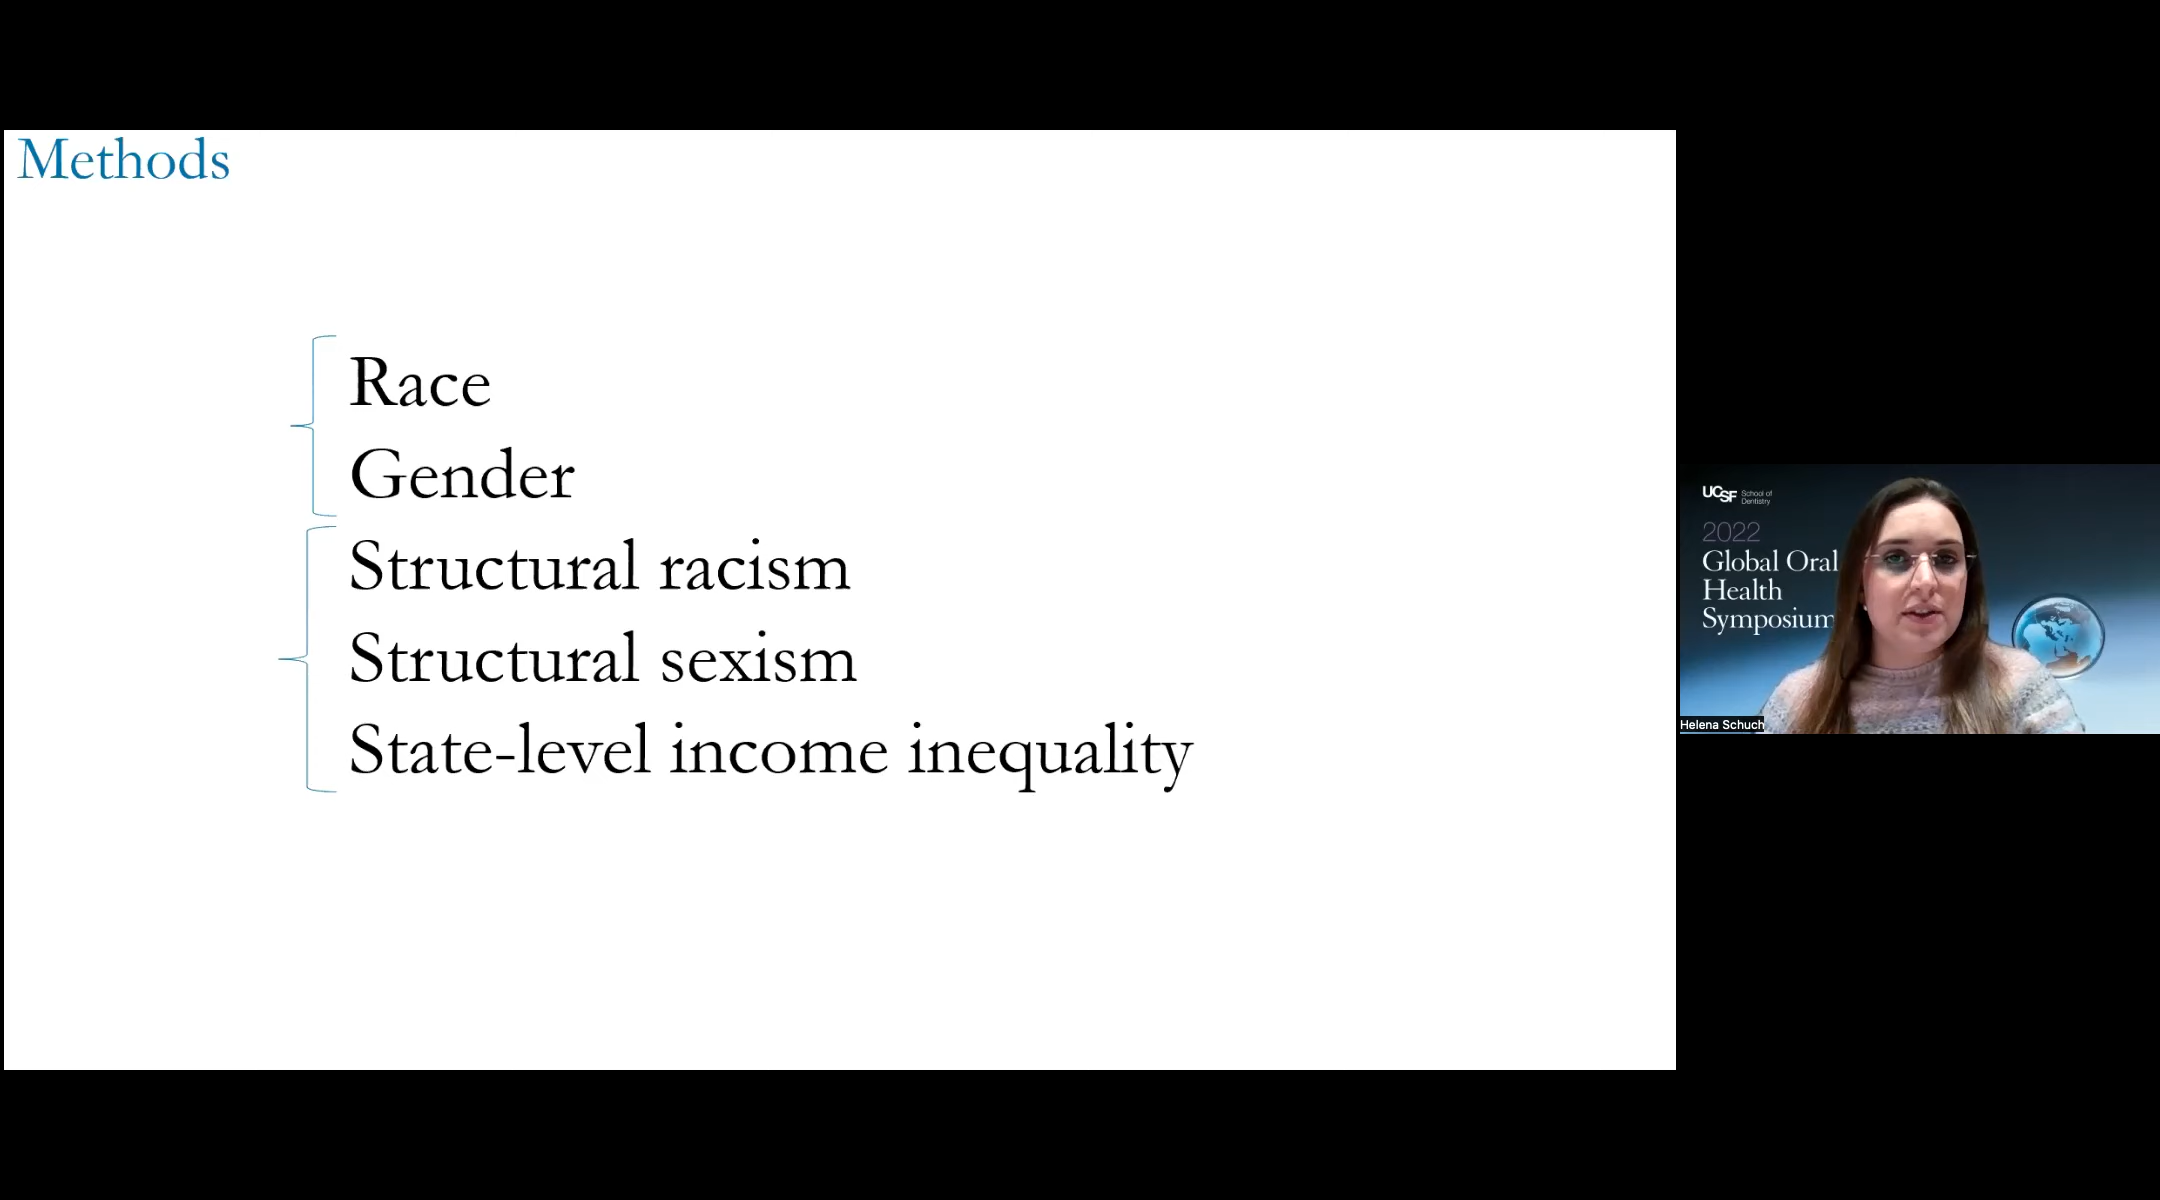 Methods
Race
Gender
Structural racism
Structural sexism
State-level income inequality
UCSF School of
Dentistry
2022
Global Oral
Health
Symposium
Helena Schuch